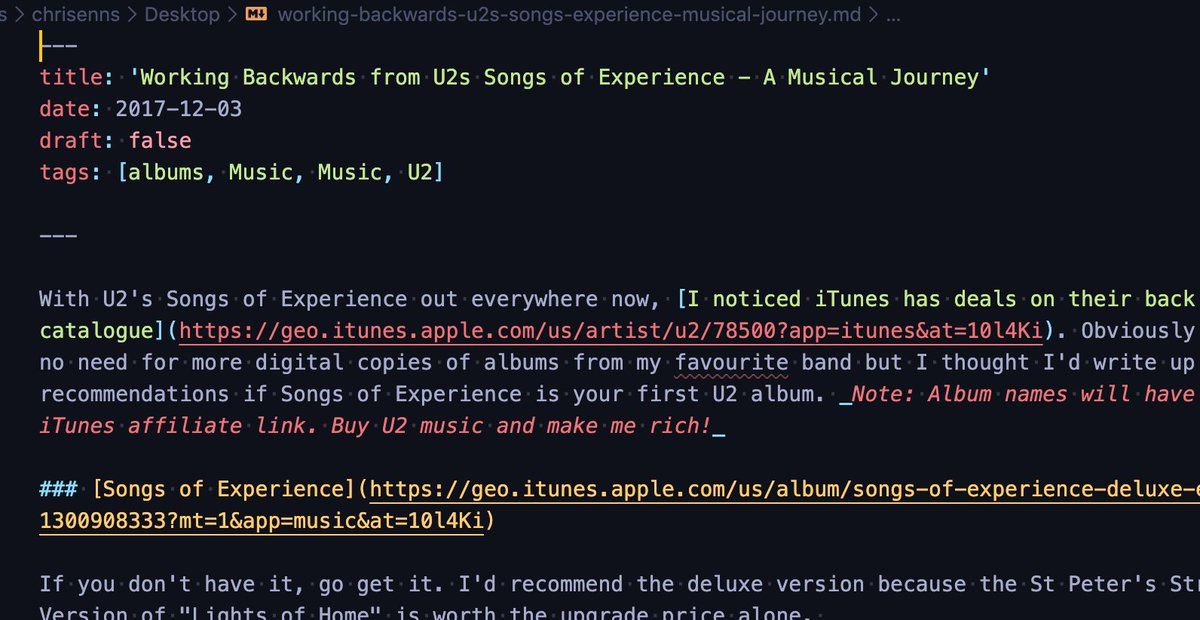 s > chrisenns > Desktop > working-backwards-u2s-songs-experience-musical-journey.md > ...
---
title: 'Working Backwards from U2s Songs of Experience - A Musical Journey'
date: 2017-12-03
draft: false
tags: [albums, Music, Music, U2]
---
With U2's Songs of Experience out everywhere now, [I noticed iTunes has deals on their back
catalogue](https://geo.itunes.apple.com/us/artist/u2/78500?app=itunes&at=10l4Ki). Obviously
no need for more digital copies of albums from my favourite band but I thought I'd write up
recommendations if Songs of Experience is your first U2 album. _Note: Album names will have
iTunes affiliate link. Buy U2 music and make me rich!_
### [Songs of Experience](https://geo.itunes.apple.com/us/album/songs-of-experience-deluxe-e
1300908333?mt=1&app=music&at=10l4Ki)
If you don't have it, go get it. I'd recommend the deluxe version because the St Peter's Str
Version of "Lights of Home" is worth the upgrade price alone.